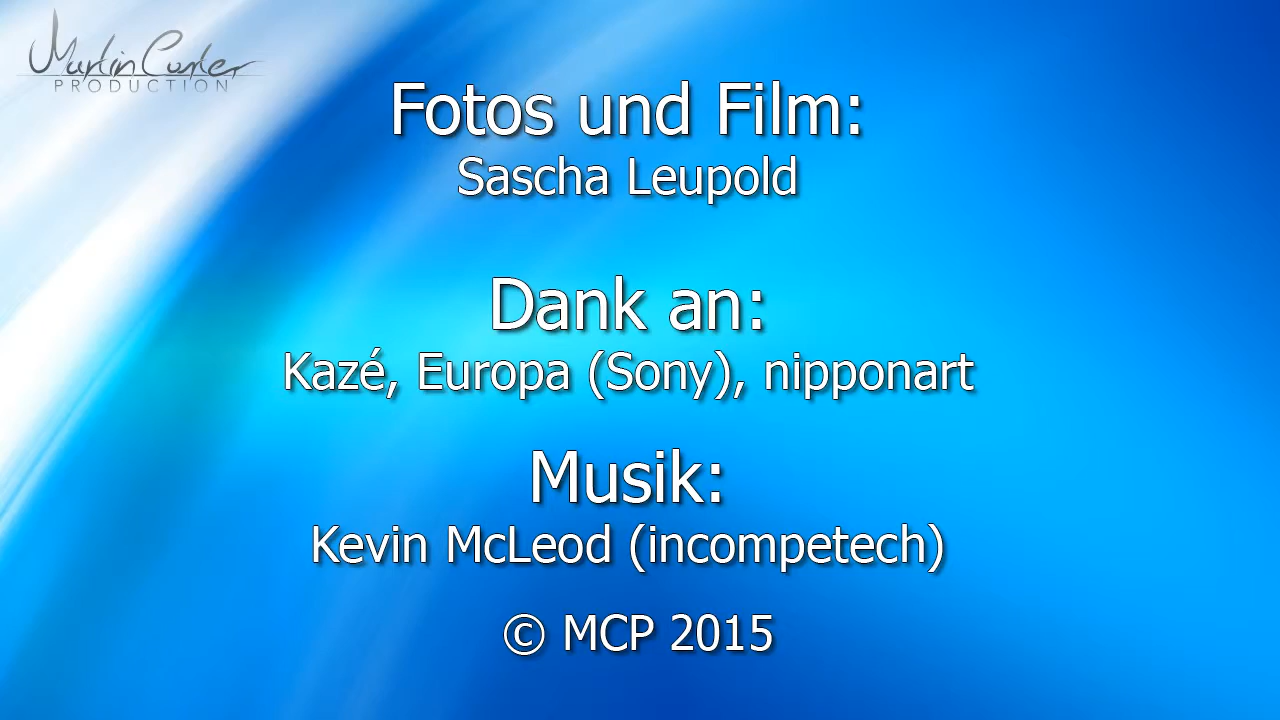 Martin Carter
PRODUCTION
Fotos und Film:
Sascha Leupold
Dank an:
Kazé, Europa (Sony), nipponart
Musik:
Kevin McLeod (incompetech)
© MCP 2015